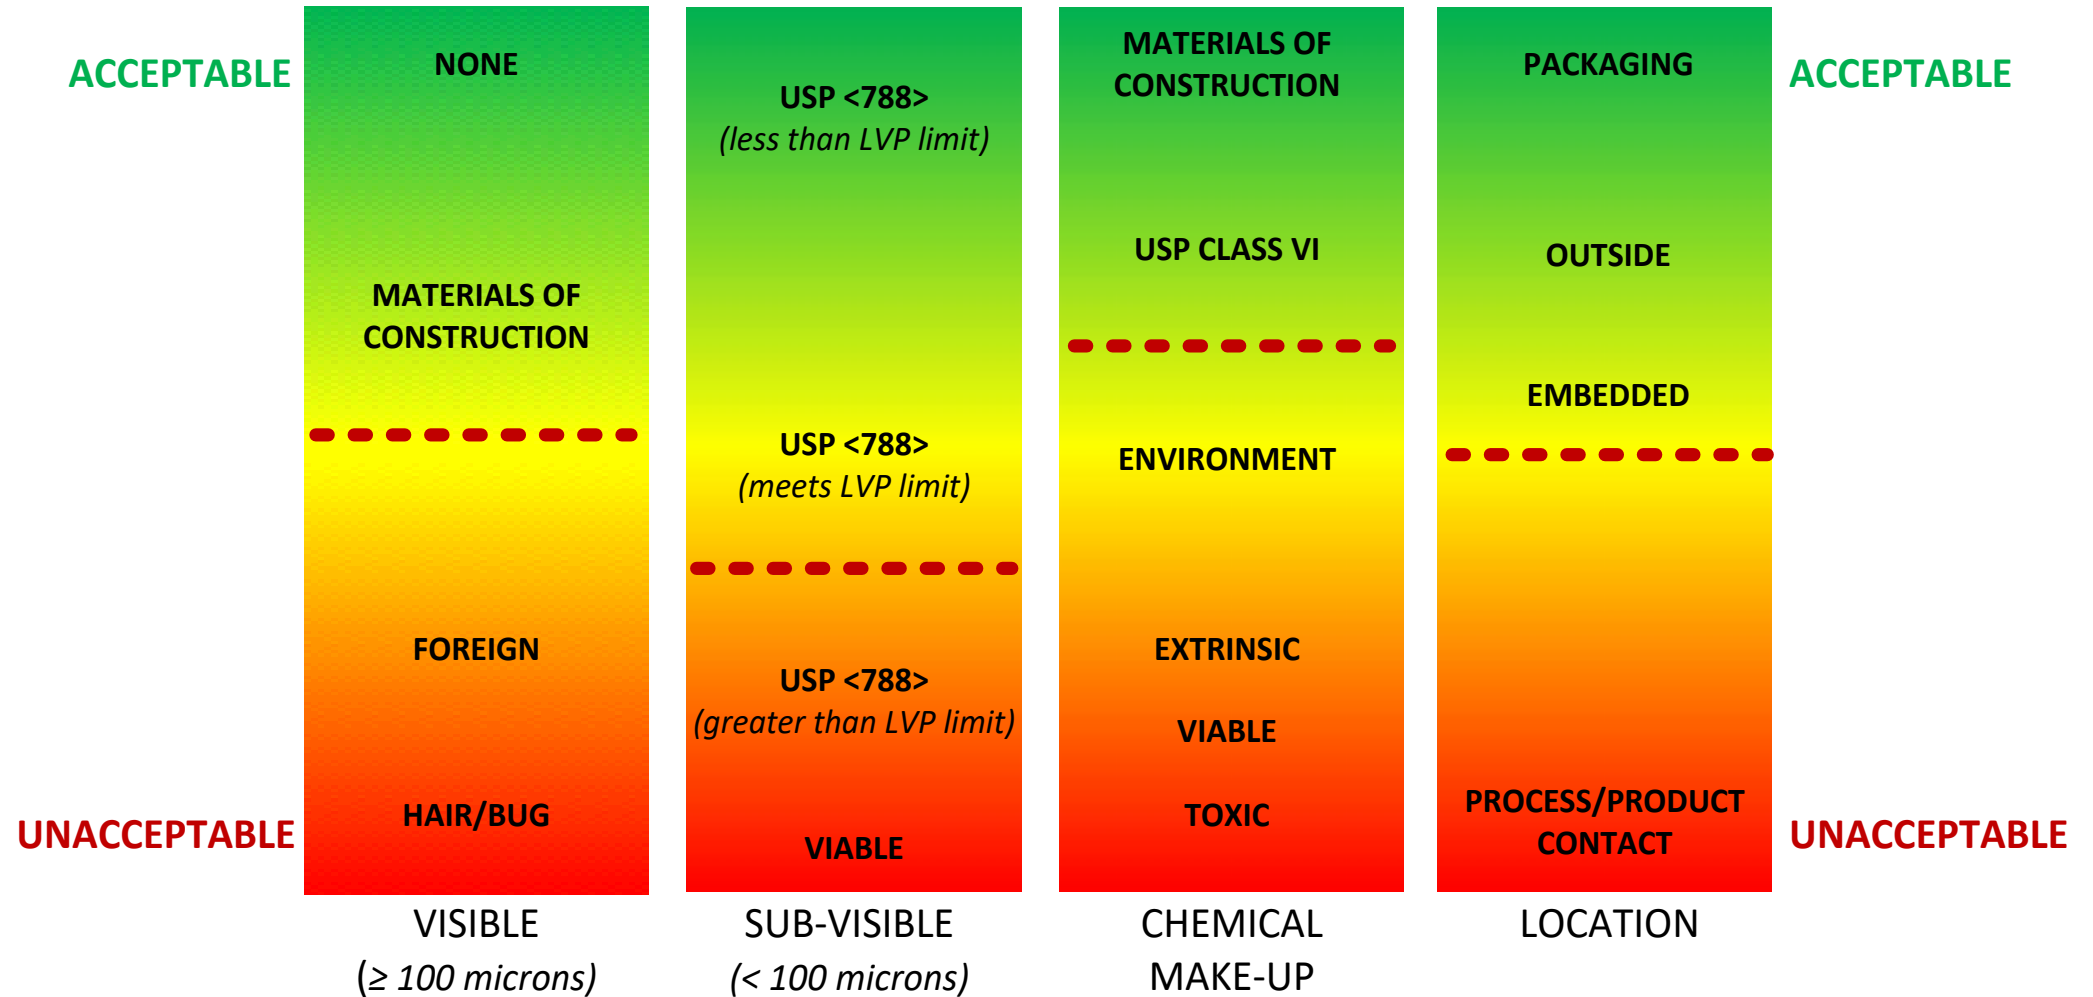 ACCEPTABLE
NONE
MATERIALS OF
CONSTRUCTION
FOREIGN
HAIR/BUG
UNACCEPTABLE
VISIBLE
(≥ 100 microns)
USP <788>
(less than LVP limit)
USP <788>
(meets LVP limit)
USP <788>
(greater than LVP limit)
VIABLE
SUB-VISIBLE
(< 100 microns)
MATERIALS OF
CONSTRUCTION
USP CLASS VI
ENVIRONMENT
EXTRINSIC
VIABLE
TOXIC
CHEMICAL
MAKE-UP
PACKAGING
OUTSIDE
EMBEDDED
PROCESS/PRODUCT
CONTACT
LOCATION
ACCEPTABLE
UNACCEPTABLE